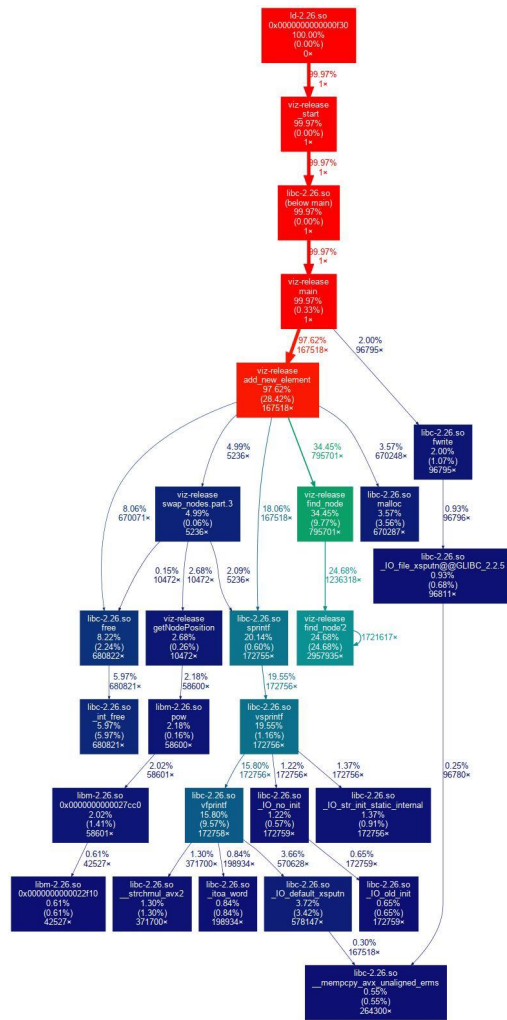 ld-2.26.so
0x0000000000000f30
100.00%
(0.00%)
0×
99.97%
1×
viz-release
_start
99.97%
(0.00%)
1×
99.97%
1×
libc-2.26.so
(below main)
99.97%
(0.00%)
1×
99.97%
1×
viz-release
main
99.97%
(0.33%)
1×
97.62%
167518×
2.00%
96795×
viz-release
add_new_element
97.62%
(28.42%)
167518×
libc-2.26.so
fwrite
2.00%
(1.07%)
96795×
8.06%
670071×
4.99%
5236×
18.06%
167518×
34.45%
795701×
3.57%
670248×
0.93%
96796×
viz-release
swap_nodes.part.3
4.99%
(0.06%)
5236×
viz-release
find_node
34.45%
(9.77%)
795701×
libc-2.26.so
malloc
3.57%
(3.56%)
670287×
libc-2.26.so
_IO_file_xsputn@@GLIBC_2.2.5
0.93%
(0.68%)
96811×
0.15%
10472×
2.68%
10472×
2.09%
5236×
24.68%
1236318×
libc-2.26.so
free
8.22%
(2.24%)
680822×
viz-release
getNodePosition
2.68%
(0.26%)
10472×
libc-2.26.so
sprintf
20.14%
(0.60%)
172755×
viz-release
find_node'2
24.68%
(24.68%)
2957935×
1721617×
5.97%
680821×
2.18%
58600×
19.55%
172756×
libc-2.26.so
_int_free
5.97%
(5.97%)
680821×
libm-2.26.so
pow
2.18%
(0.16%)
58600×
libc-2.26.so
vsprintf
19.55%
(1.16%)
172756×
2.02%
58601×
15.80%
172756×
1.22%
172756×
1.37%
172756×
0.25%
96780×
libm-2.26.so
0x0000000000027cc0
2.02%
(1.41%)
58601×
libc-2.26.so
vfprintf
15.80%
(9.57%)
172758×
libc-2.26.so
_IO_no_init
1.22%
(0.57%)
172759×
libc-2.26.so
_IO_str_init_static_internal
1.37%
(0.91%)
172756×
0.61%
42527×
1.30%
371700×
0.84%
198934×
3.66%
570628×
0.65%
172759×
libm-2.26.so
0x0000000000022f10
0.61%
(0.61%)
42527×
libc-2.26.so
__strchrnul_avx2
1.30%
(1.30%)
371700×
libc-2.26.so
_itoa_word
0.84%
(0.84%)
198934×
libc-2.26.so
_IO_default_xsputn
3.72%
(3.42%)
578147×
libc-2.26.so
_IO_old_init
0.65%
(0.65%)
172759×
0.30%
167518×
libc-2.26.so
__mempcpy_avx_unaligned_erms
0.55%
(0.55%)
264300×